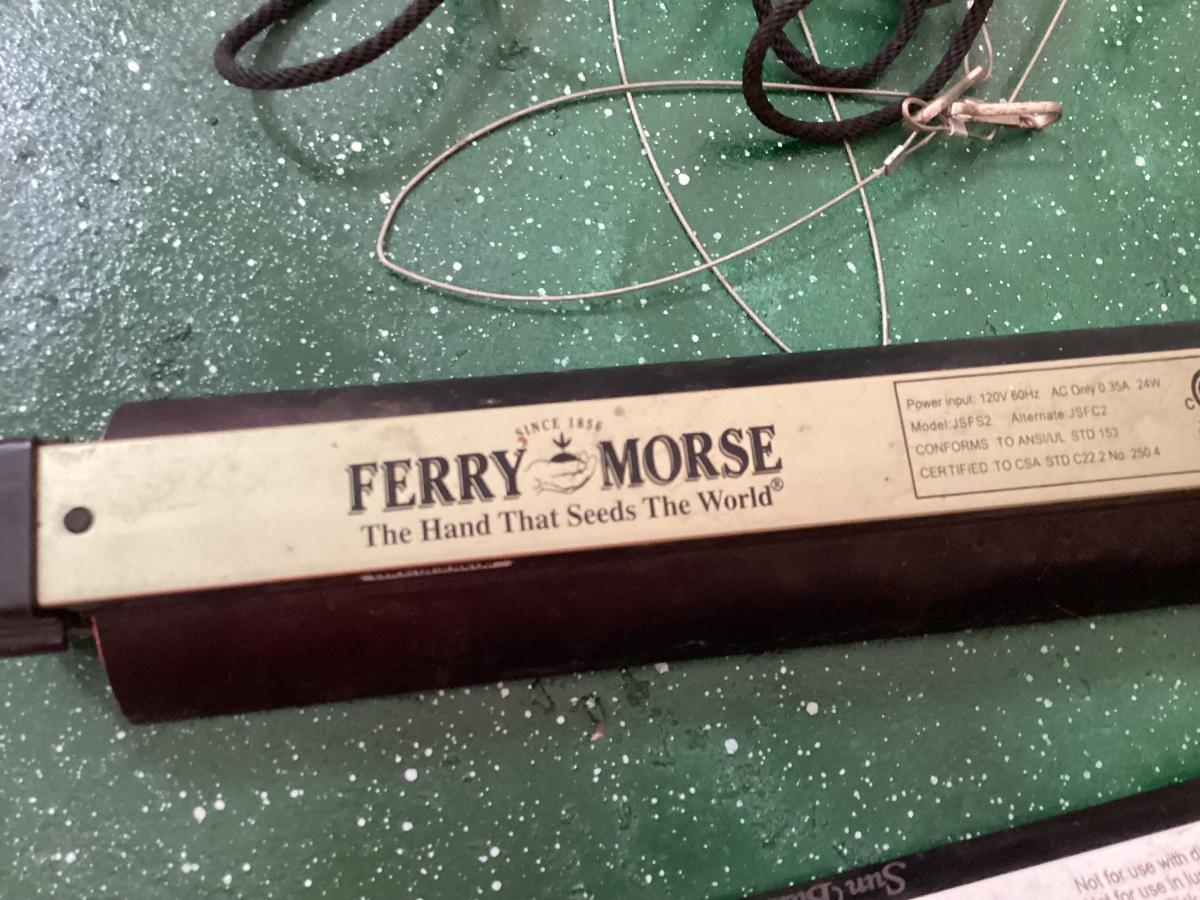 SINCE 1856
FERRY MORSE
The Hand That Seeds The World®
Power input: 120V 60Hz AC Only 0.35A 24W
Model:JSFS2 Alternate:JSFC2
CONFORMS TO ANSI/UL STD 153
CERTIFIED TO CSA STD C22.2 No. 250.4
C
Sun
Not for use with
for use in